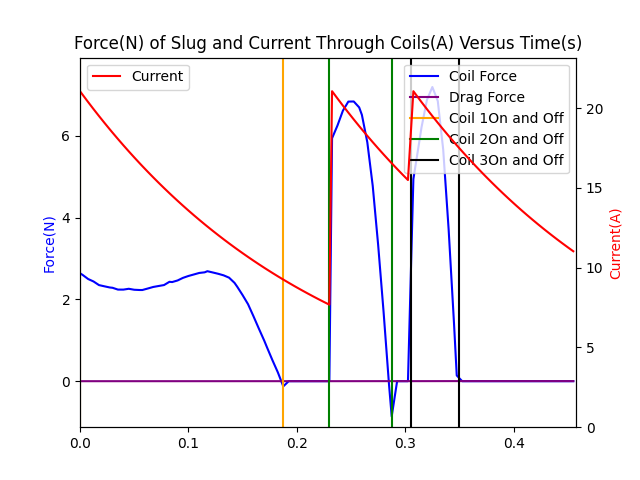 Force(N) of Slug and Current Through Coils(A) Versus Time(s)
Current
Coil Force
Drag Force
Coil 1On and Off
Coil 2On and Off
Coil 3On and Off
Force(N)
6
4
2
0
Current(A)
20
15
10
5
0
0.0 0.1 0.2 0.3 0.4